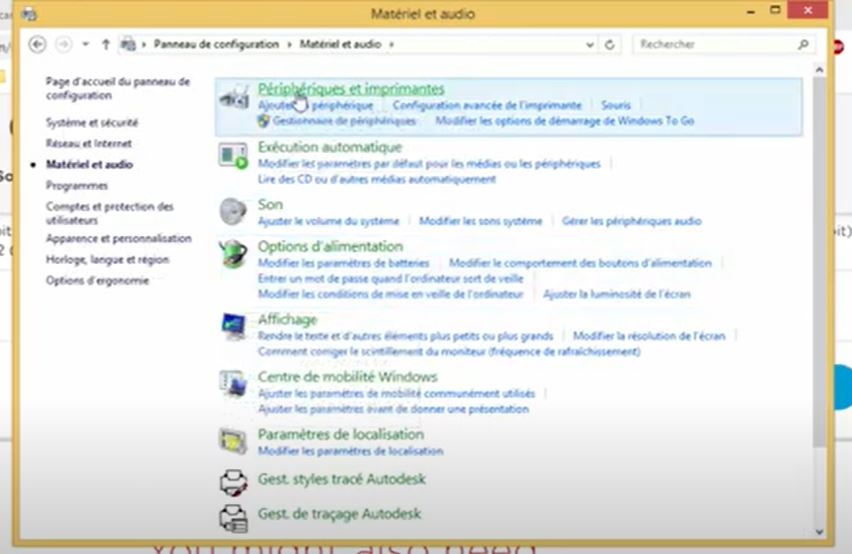 Matériel et audio
Panneau de configuration
Matériel et audio
Rechercher
Page d'accueil du panneau de
configuration
Système et sécurité
Réseau et Internet
Matériel et audio
Programmes
Comptes et protection des
utilisateurs
Apparence et personnalisation
Horloge, langue et région
Options d'ergonomie
Périphériques et imprimantes
périphérique Configuration avancée de l'imprimante Souris
Gestionnaire de périphériques Modifier les options de démarrage de Windows To Go
Exécution automatique
Modifier les paramètres par défaut pour les médias ou les périphériques
Lire des CD ou d'autres médias automatiquement
Son
Ajuster le volume du système Modifier les sons système Gérer les périphériques audio
Options d'alimentation
Modifier les paramètres de batteries Modifier le comportement des boutons d'alimentation
Entrer un mot de passe quand l'ordinateur sort de veille
Modifier les conditions de mise en veille de l'ordinateur Ajuster la luminosité de l'écran
Affichage
Rendre le texte et d'autres éléments plus petits ou plus grands Modifier la résolution de l'écran
Comment corriger le scintillement du moniteur (fréquence de rafraîchissement)
Centre de mobilité Windows
Ajuster les paramètres de mobilité communément utilisés
Ajuster les paramètres avant de donner une présentation
Paramètres de localisation
Modifier les paramètres de localisation
Gest. styles tracé Autodesk
Gest. de traçage Autodesk
You might also need